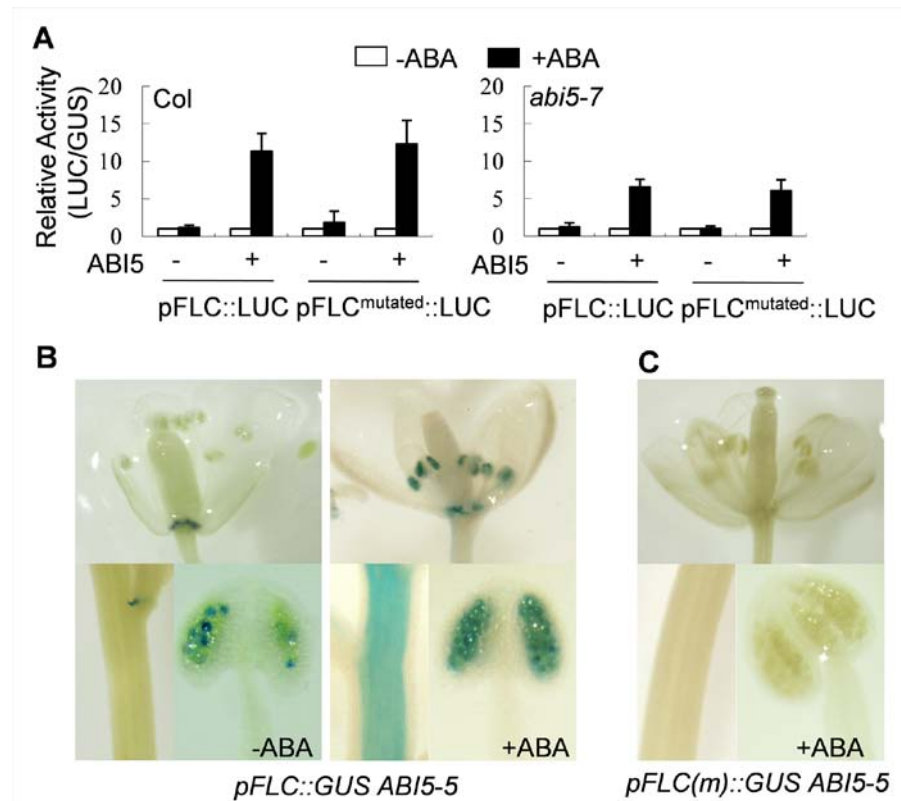 A
-ABA +ABA
Relative Activity
(LUC/GUS)
20
15
10
5
0
Col
ABI5 - + - +
pFLC::LUC pFLCmutated::LUC
20
15
10
5
0
abi5-7
ABI5 - + - +
pFLC::LUC pFLCmutated::LUC
B
-ABA
+ABA
pFLC::GUS ABI5-5
C
+ABA
pFLC(m)::GUS ABI5-5